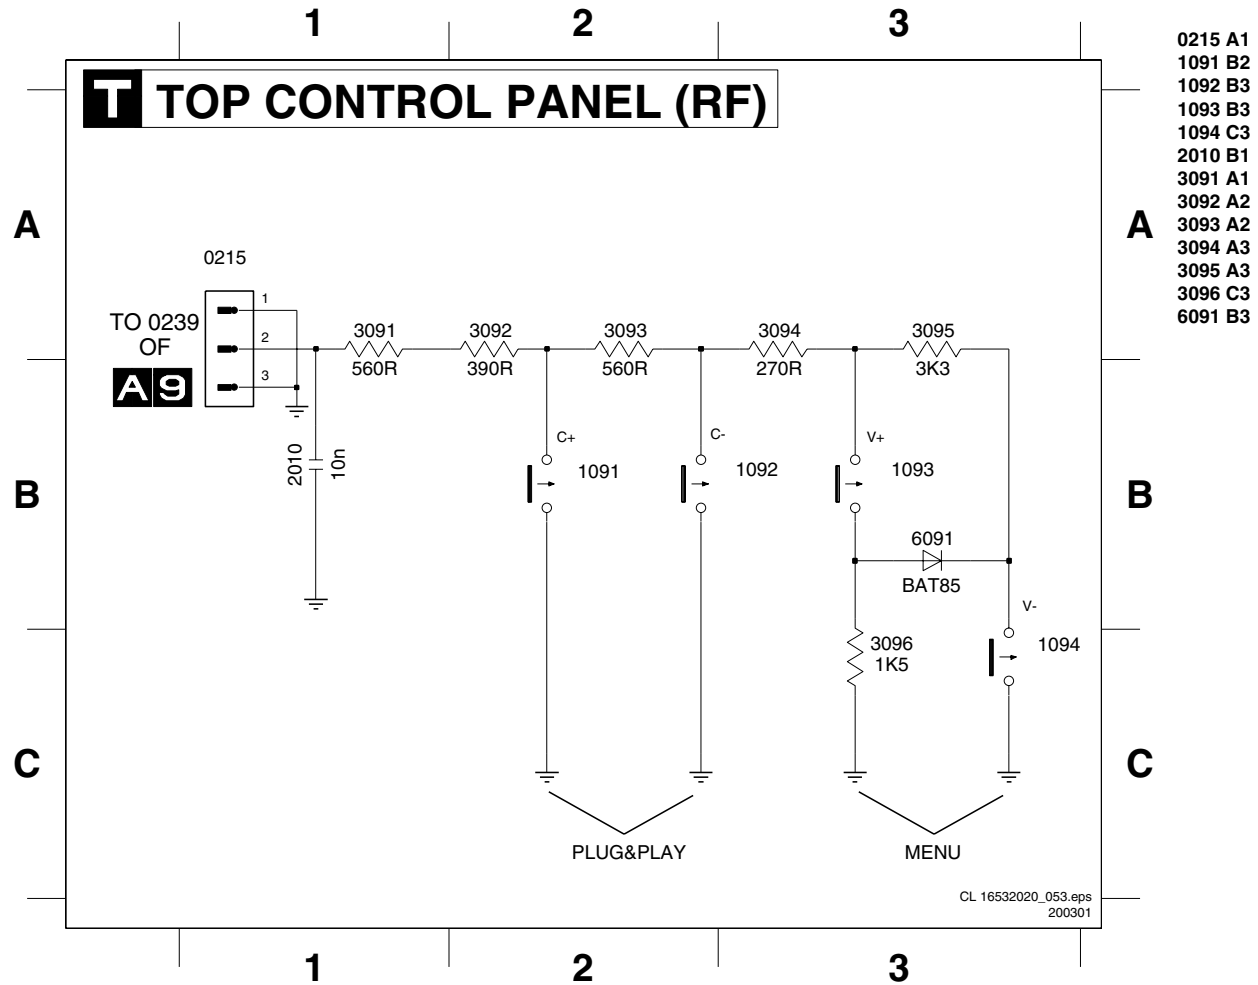 1 2 3
T TOP CONTROL PANEL (RF)
0215 A1
1091 B2
1092 B3
1093 B3
1094 C3
2010 B1
3091 A1
3092 A2
3093 A2
3094 A3
3095 A3
3096 C3
6091 B3
A A
0215
TO 0239
OF
A 9
1
2
3
3091
560R
3092
390R
3093
560R
3094
270R
3095
3K3
2010
10n
C+
1091
C-
1092
V+
1093
B B
6091
BAT85
V-
1094
3096
1K5
C C
PLUG&PLAY
MENU
CL 16532020_053.eps
200301
1 2 3